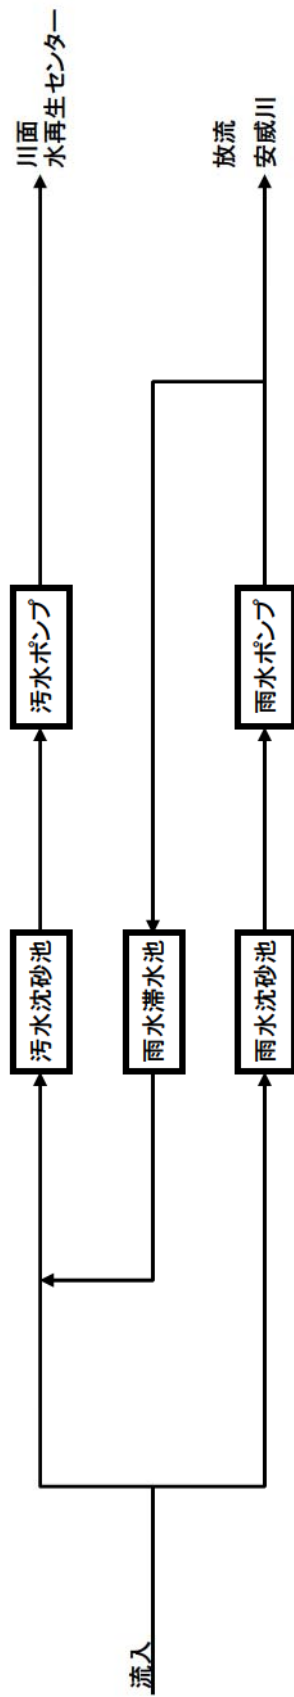 流入
汚水沈砂池
汚水ポンプ
川面
水再生センター
雨水滞水池
雨水沈砂池
雨水ポンプ
放流
安威川